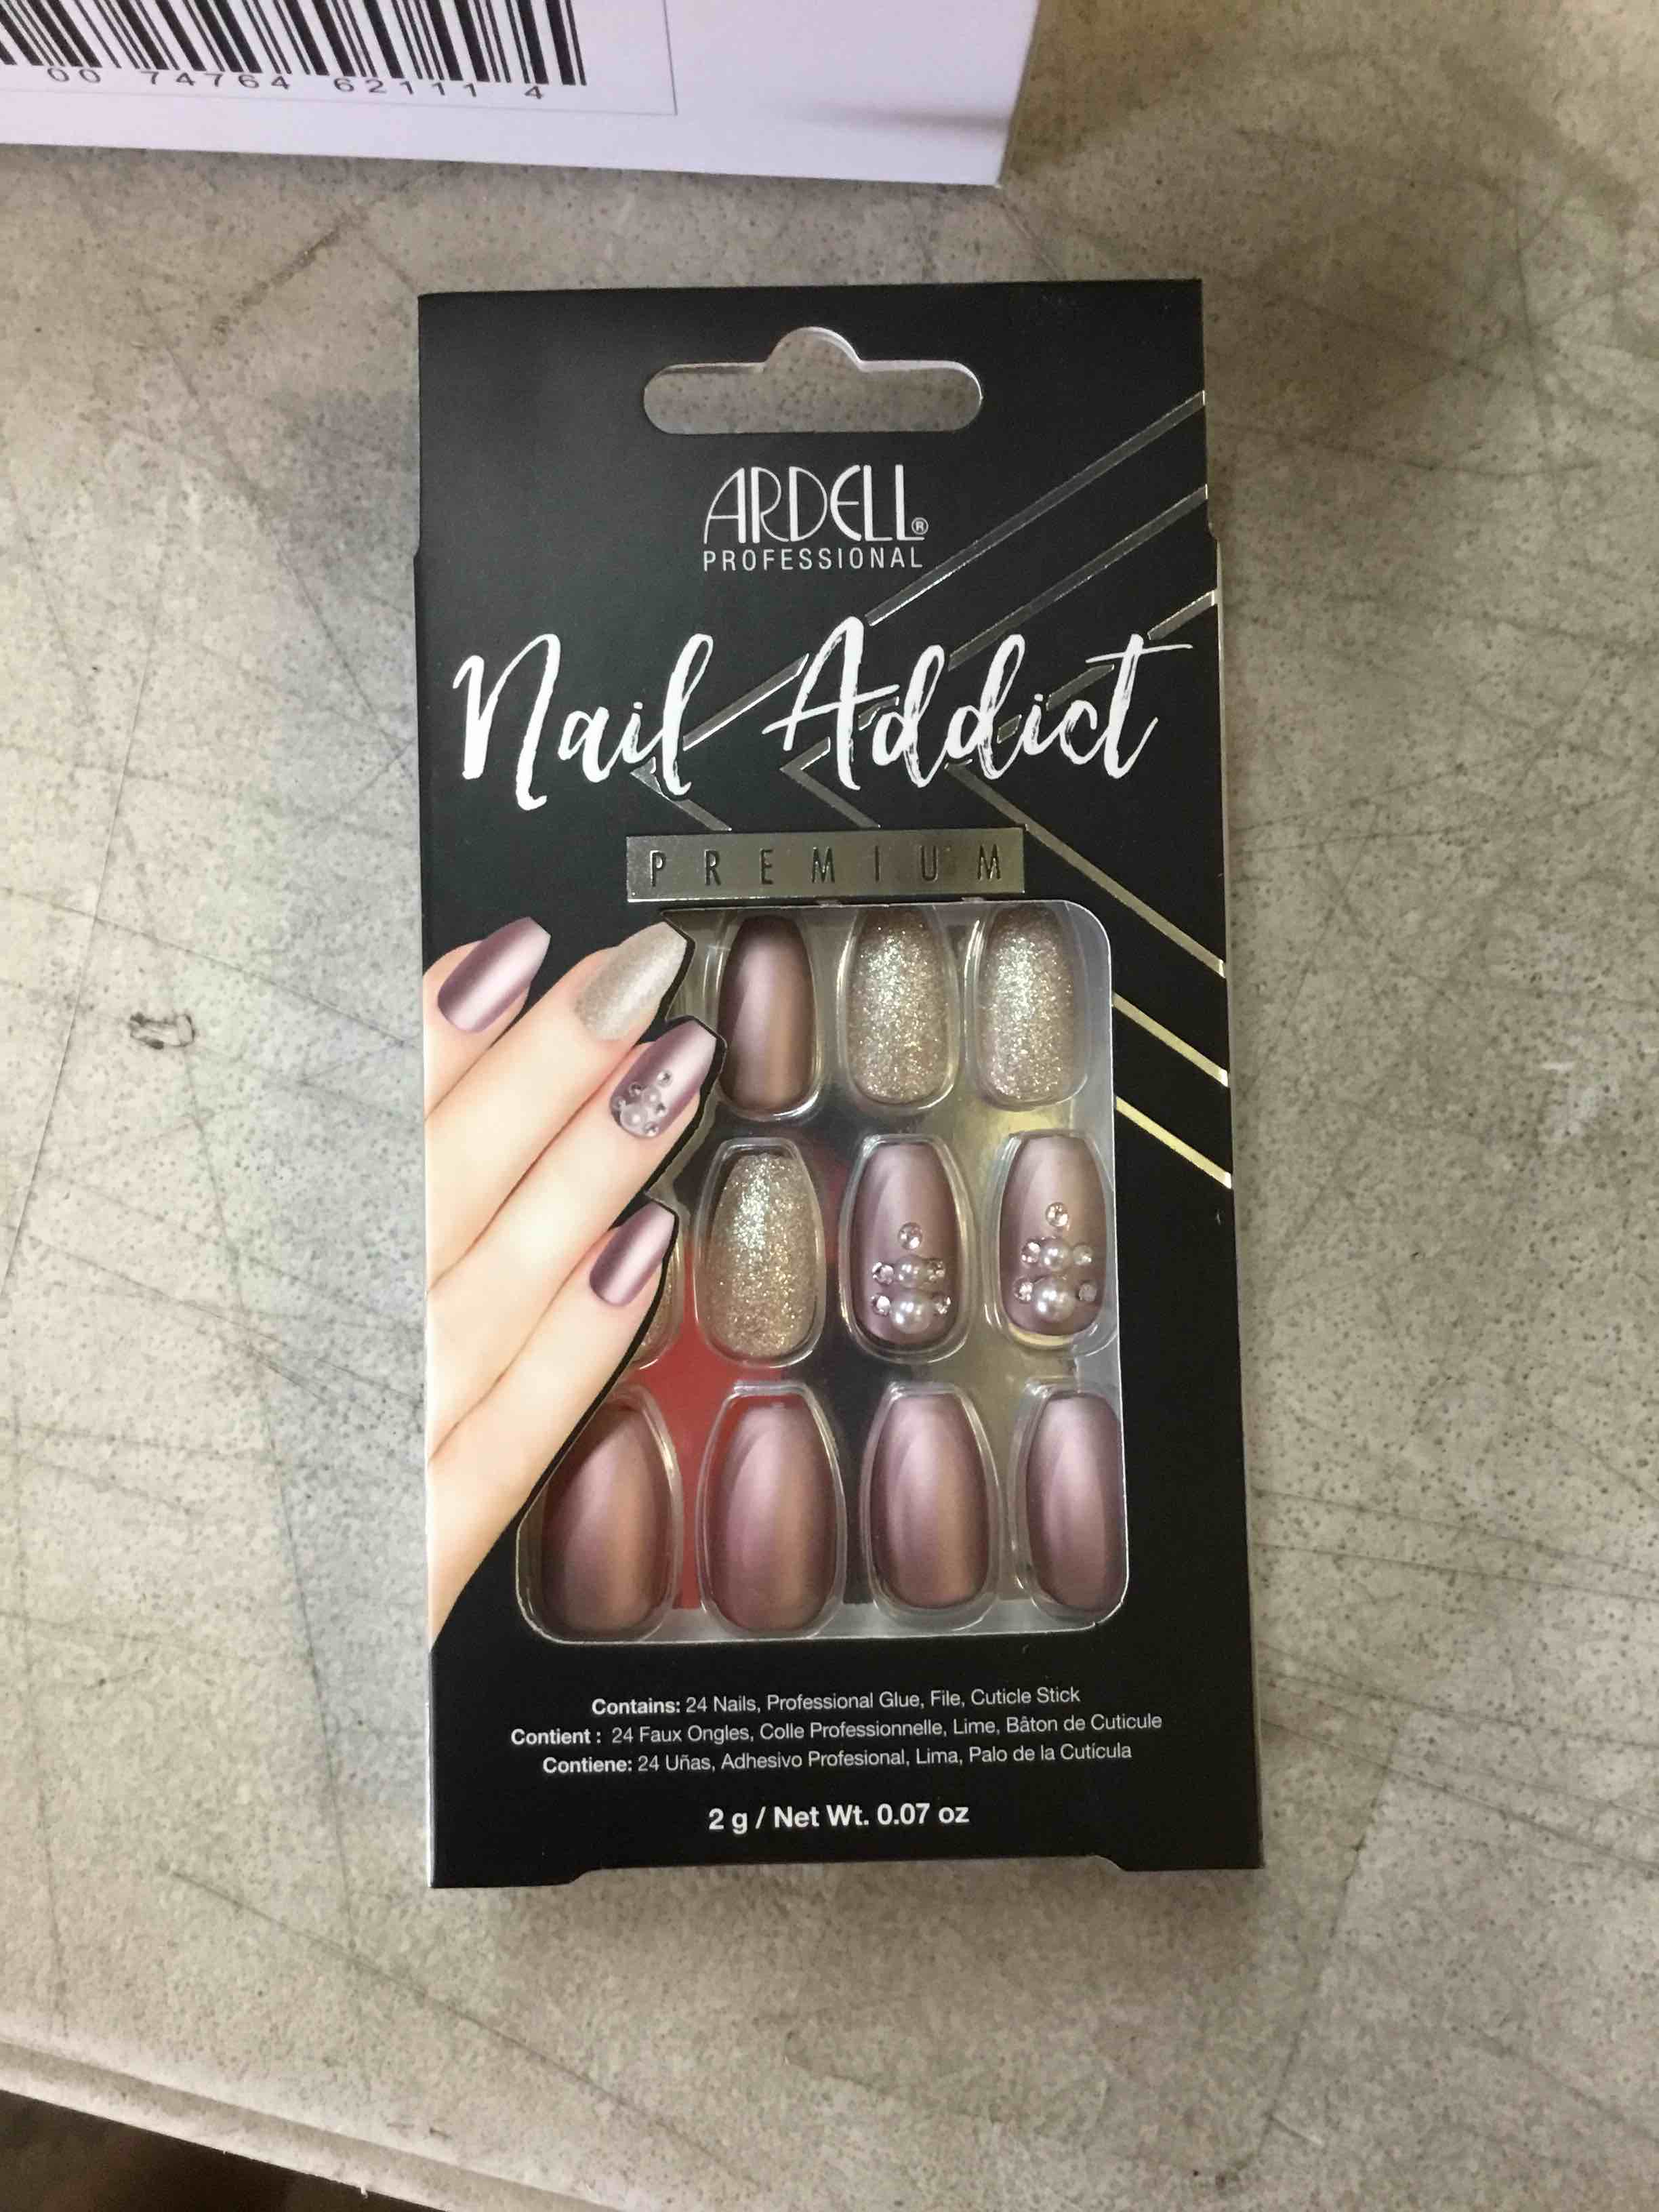 00 74764 62111 4
ARDELL®
PROFESSIONAL
Nail Addict
PREMIUM
Contains: 24 Nails, Professional Glue, File, Cuticle Stick
Contient : 24 Faux Ongles, Colle Professionnelle, Lime, Bâton de Cuticule
Contiene: 24 Uñas, Adhesivo Profesional, Lima, Palo de la Cutícula
2 g / Net Wt. 0.07 oz